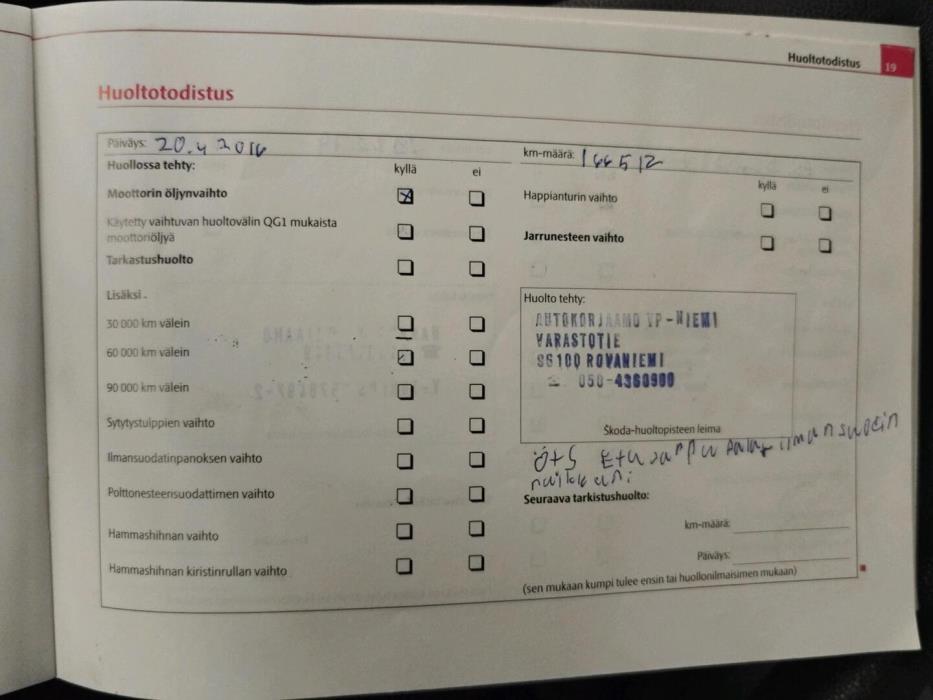 Huoltotodistus 19
Huoltotodistus
Päiväys: 20.4 2016
km-määrä: 166512
Huollossa tehty: kyllä ei
Moottorin öljynvaihto
Käytetty vaihtuvan huoltovälin QG1 mukaista
moottoriöljyä
Tarkastushuolto
Lisäksi
30 000 km välein
60 000 km välein
90 000 km välein
Sytytystulppien vaihto
Ilmansuodatinpanoksen vaihto
Polttonesteensuodattimen vaihto
Hammashihnan vaihto
Hammashihnan kiristinrullan vaihto
kyllä ei
Happianturin vaihto
Jarrunesteen vaihto
Huolto tehty:
AUTOKORJAAMO YP-NIEMI
VARASTOTIE
96100 ROVANIEMI
☎ 050-4360900
Škoda-huoltopisteen leima
Ö+S
Seuraava tarkistushuolto:
km-määrä:
Päiväys:
(sen mukaan kumpi tulee ensin tai huollonilmaisimen mukaan)